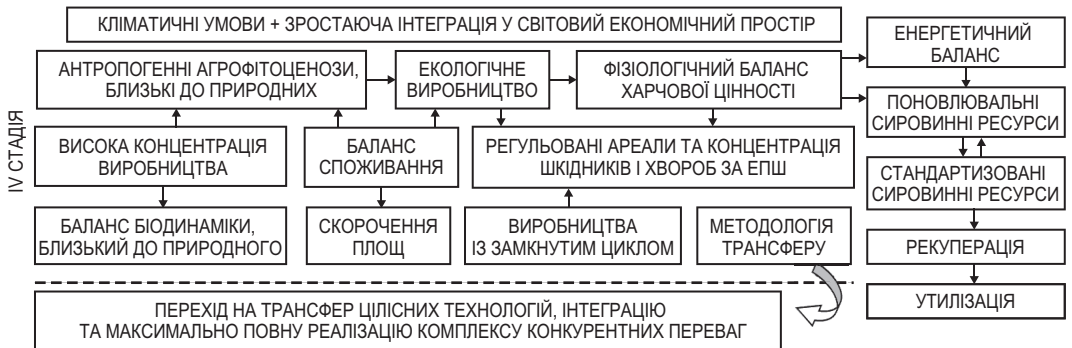 КЛІМАТИЧНІ УМОВИ + ЗРОСТАЮЧА ІНТЕГРАЦІЯ У СВІТОВИЙ ЕКОНОМІЧНИЙ ПРОСТІР
ЕНЕРГЕТИЧНИЙ
БАЛАНС
АНТРОПОГЕННІ АГРОФІТОЦЕНОЗИ,
БЛИЗЬКІ ДО ПРИРОДНИХ
ЕКОЛОГІЧНЕ
ВИРОБНИЦТВО
ФІЗІОЛОГІЧНИЙ БАЛАНС
ХАРЧОВОЇ ЦІННОСТІ
ПОНОВЛЮВАЛЬНІ
СИРОВИННІ РЕСУРСИ
IV СТАДІЯ
ВИСОКА КОНЦЕНТРАЦІЯ
ВИРОБНИЦТВА
БАЛАНС
СПОЖИВАННЯ
РЕГУЛЬОВАНІ АРЕАЛИ ТА КОНЦЕНТРАЦІЯ
ШКІДНИКІВ І ХВОРОБ ЗА ЕПШ
СТАНДАРТИЗОВАНІ
СИРОВИННІ РЕСУРСИ
БАЛАНС БІОДИНАМІКИ,
БЛИЗЬКИЙ ДО ПРИРОДНОГО
СКОРОЧЕННЯ
ПЛОЩ
ВИРОБНИЦТВА
ІЗ ЗАМКНУТИМ ЦИКЛОМ
МЕТОДОЛОГІЯ
ТРАНСФЕРУ
РЕКУПЕРАЦІЯ
УТИЛІЗАЦІЯ
ПЕРЕХІД НА ТРАНСФЕР ЦІЛІСНИХ ТЕХНОЛОГІЙ, ІНТЕГРАЦІЮ
ТА МАКСИМАЛЬНО ПОВНУ РЕАЛІЗАЦІЮ КОМПЛЕКСУ КОНКУРЕНТНИХ ПЕРЕВАГ